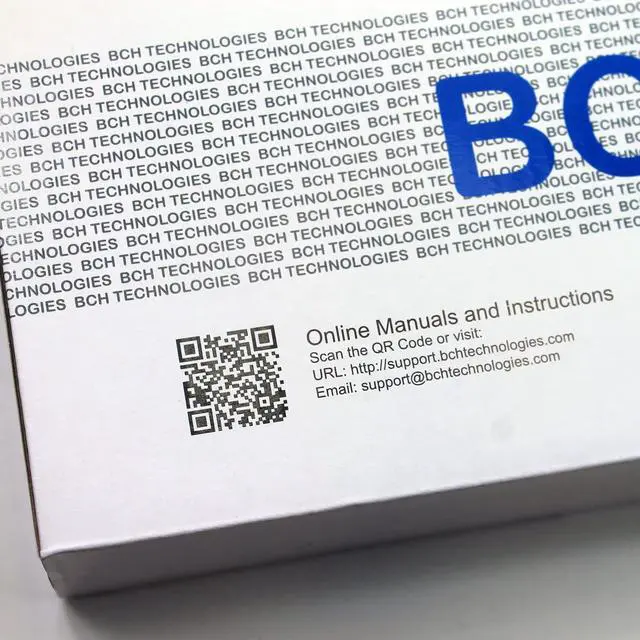 CHNOLOGIES BCH TECHNOLOGIES BCH TECHNOLOGIES
BCH TECHNOLOGIES BCH TECHNOLOGIES BCH TECHNOLOGIES
BCH TECHNOLOGIES BCH TECHNOLOGIES
BCH TECHNOLOGIES BCH TECHNOLOGIES
BCH TECHNOLOGIES BCH TECHNOLOGIES
BCH TECHNOLOGIES BCH TECHNOLOGIES
BCH TECHNOLOGIES BCH TECHNOLOGIES
BCH TECHNOLOGIES BCH TECHNOLOGIES
BCH TECHNOLOGIES BCH TECHNOLOGIES BCH TECHNOLOGIES
BCH TECHNOLOGIES BCH TECHNOLOGIES BCH TECHNOLOGIES
BCH TECHNOLOGIES BCH TECHNOLOGIES BCH TECHNOLOGIES
OGIES BCH TECHNOLOGIES BCH TECHNOLOGIES BCH TECHNOLOGIES
BC
Online Manuals and Instructions
Scan the QR Code or visit:
URL: http://support.bchtechnologies.com
Email: support@bchtechnologies.com